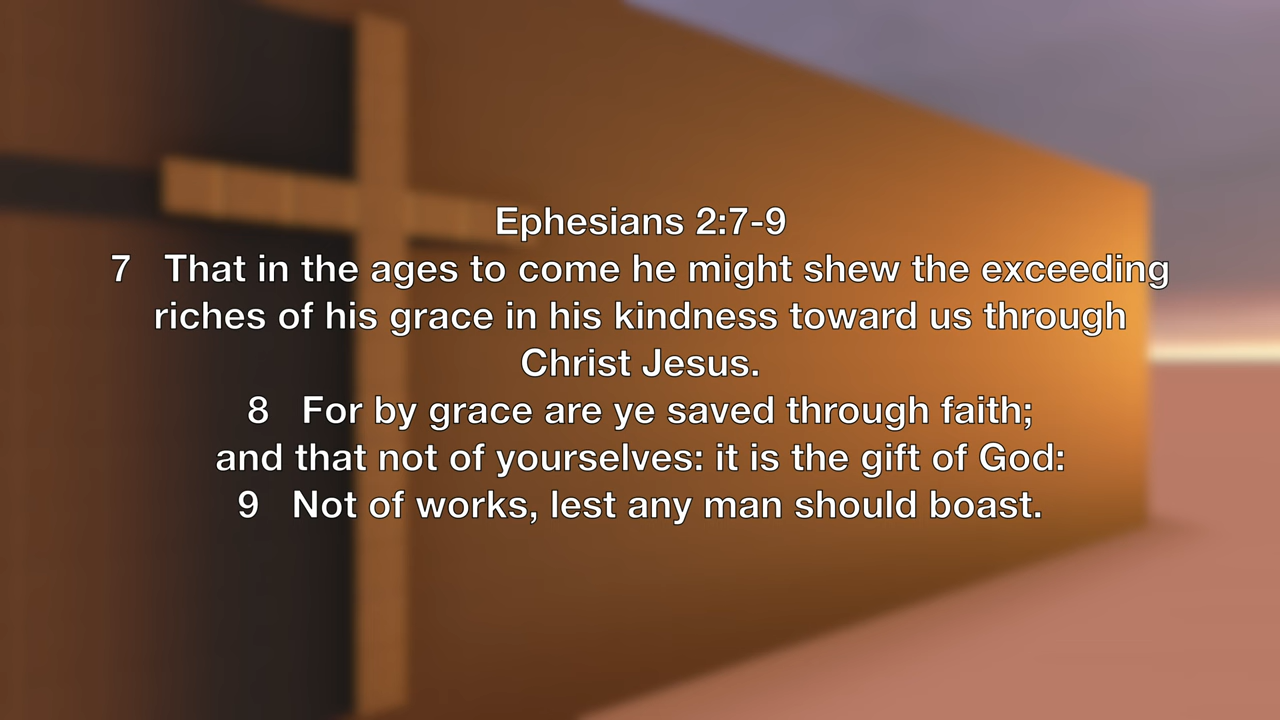 Ephesians 2:7-9
7 That in the ages to come he might shew the exceeding
riches of his grace in his kindness toward us through
Christ Jesus.
8 For by grace are ye saved through faith;
and that not of yourselves: it is the gift of God:
9 Not of works, lest any man should boast.